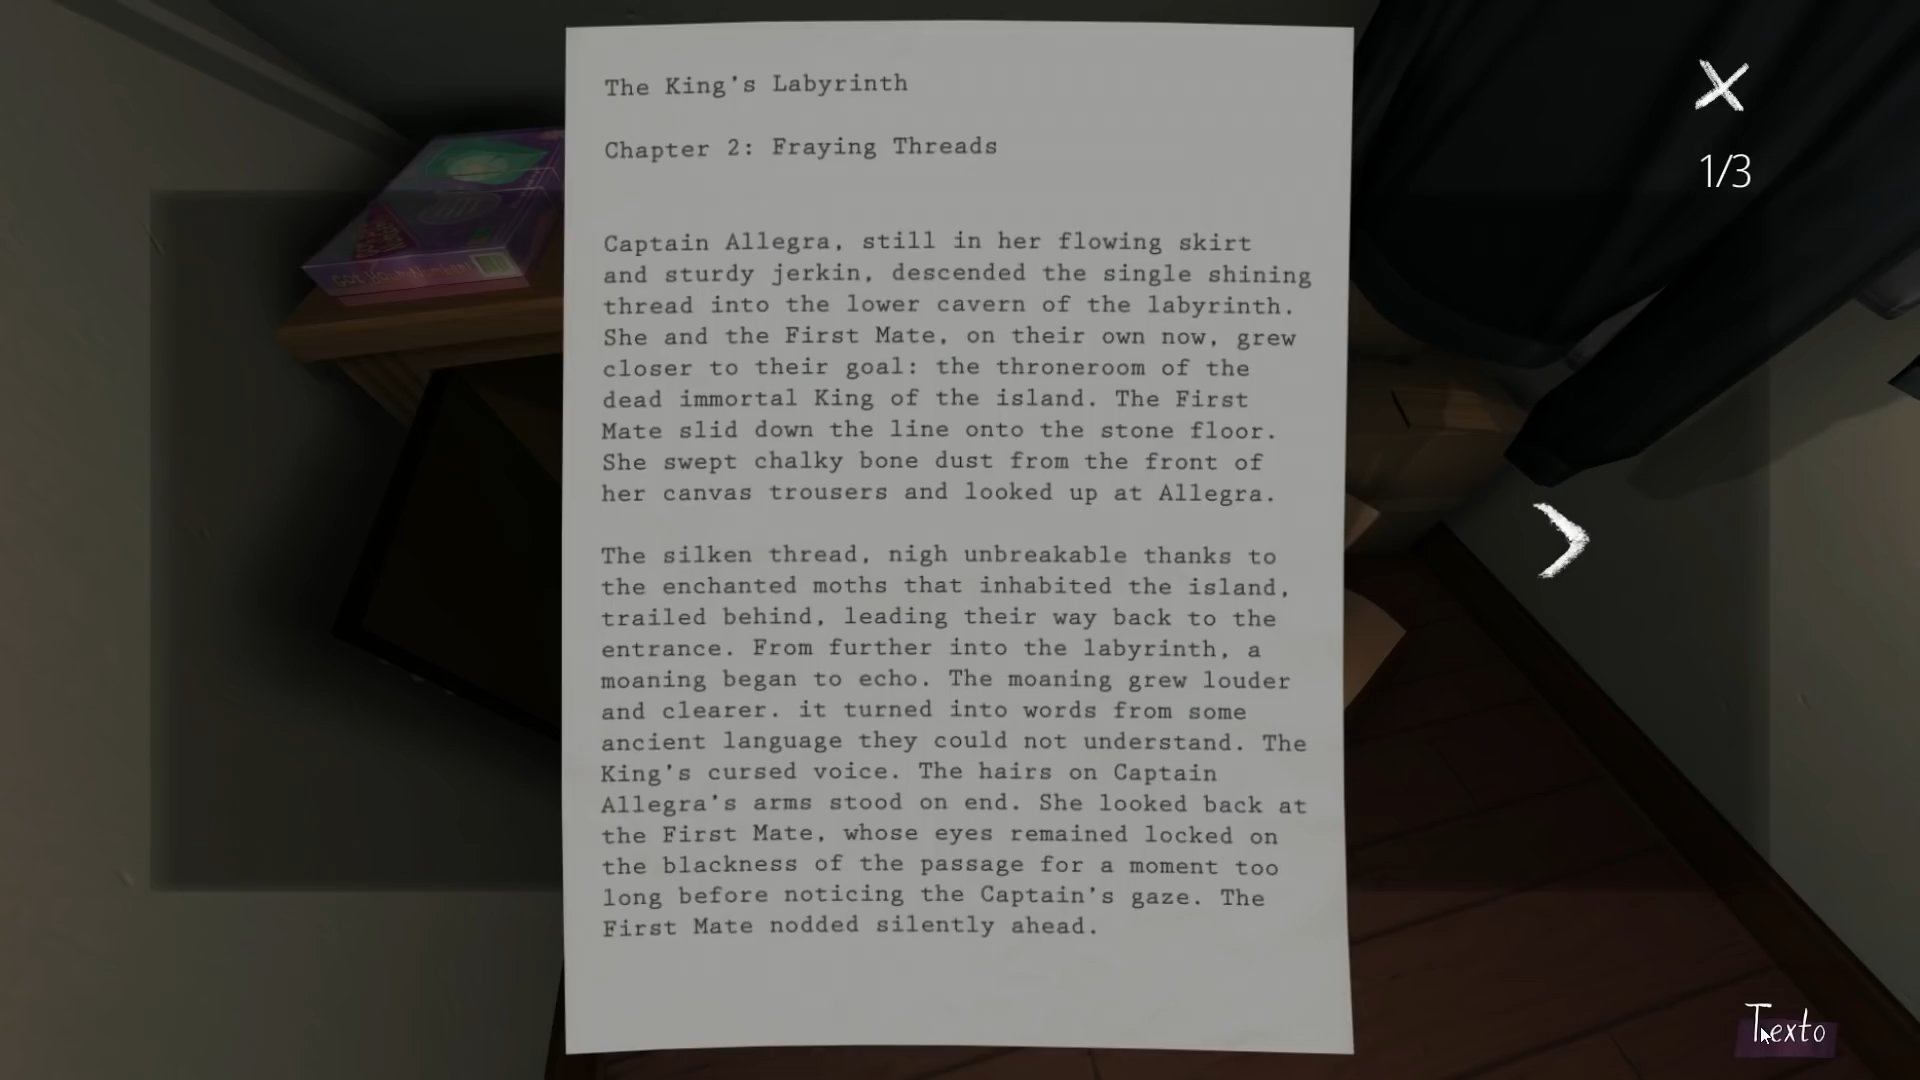 The King's Labyrinth
Chapter 2: Fraying Threads
Captain Allegra, still in her flowing skirt
and sturdy jerkin, descended the single shining
thread into the lower cavern of the labyrinth.
She and the First Mate, on their own now, grew
closer to their goal: the throneroom of the
dead immortal King of the island. The First
Mate slid down the line onto the stone floor.
She swept chalky bone dust from the front of
her canvas trousers and looked up at Allegra.
The silken thread, nigh unbreakable thanks to
the enchanted moths that inhabited the island,
trailed behind, leading their way back to the
entrance. From further into the labyrinth, a
moaning began to echo. The moaning grew louder
and clearer. it turned into words from some
ancient language they could not understand. The
King's cursed voice. The hairs on Captain
Allegra's arms stood on end. She looked back at
the First Mate, whose eyes remained locked on
the blackness of the passage for a moment too
long before noticing the Captain's gaze. The
First Mate nodded silently ahead.
1/3
Texto